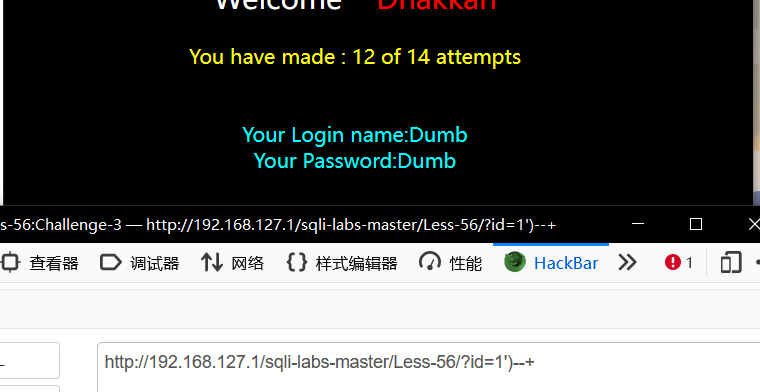 Welcome Dhakkan
You have made : 12 of 14 attempts
Your Login name:Dumb
Your Password:Dumb
s-56:Challenge-3 — http://192.168.127.1/sqli-labs-master/Less-56/?id=1')--+
查看器 调试器 网络 样式编辑器 性能 HackBar 1
http://192.168.127.1/sqli-labs-master/Less-56/?id=1')--+